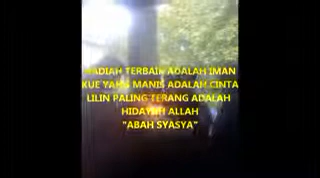 HADIAH TERBAIK ADALAH IMAN
KUE YANG MANIS ADALAH CINTA
LILIN PALING TERANG ADALAH
HIDAYAH ALLAH
"ABAH SYASYA"